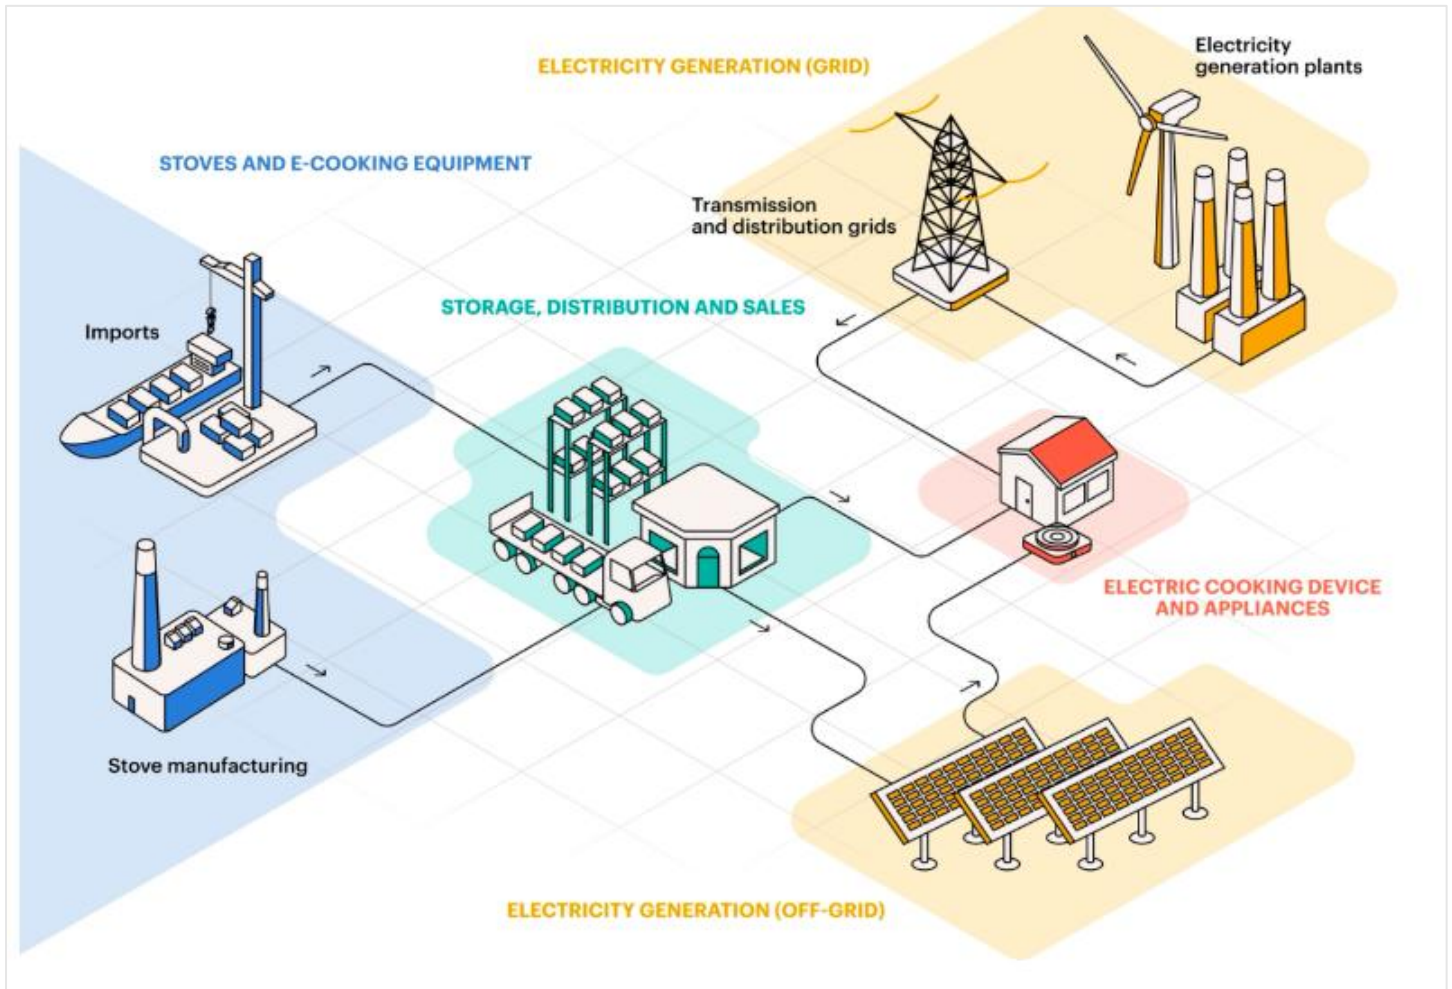 ELECTRICITY GENERATION (GRID)
Electricity
generation plants
STOVES AND E-COOKING EQUIPMENT
Transmission
and distribution grids
STORAGE, DISTRIBUTION AND SALES
Imports
ELECTRIC COOKING DEVICE
AND APPLIANCES
Stove manufacturing
ELECTRICITY GENERATION (OFF-GRID)